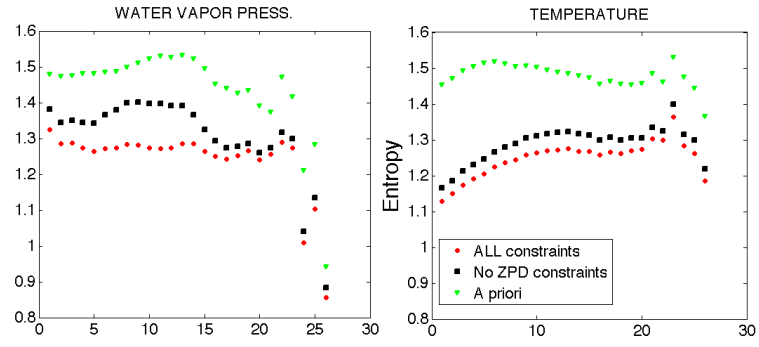 WATER VAPOR PRESS.
1.6
1.5
1.4
1.3
1.2
1.1
1
0.9
0.8
0 5 10 15 20 25 30
TEMPERATURE
Entropy
1.6
1.5
1.4
1.3
1.2
1.1
1
0.9
0.8
0 10 20 30
ALL constraints
No ZPD constraints
A priori